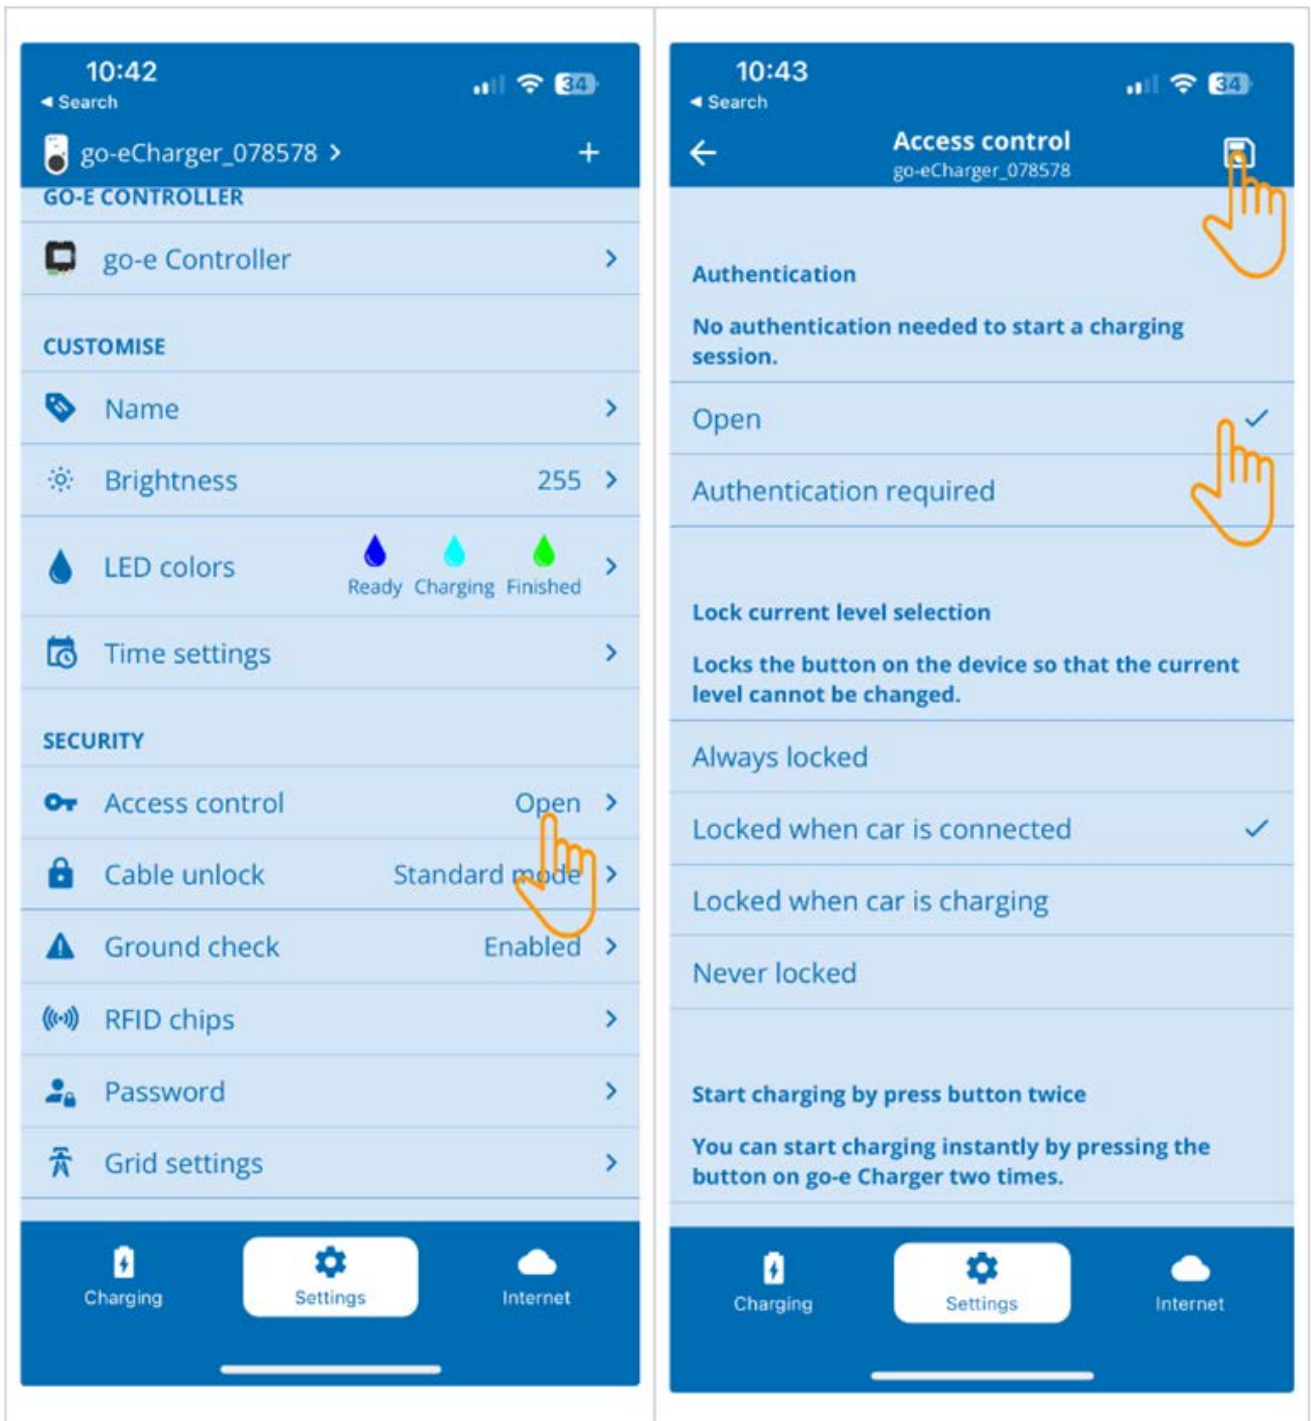 10:42
34
◄ Search
go-eCharger_078578 >
+
GO-E CONTROLLER
go-e Controller
CUSTOMISE
Name
Brightness 255
LED colors
Ready Charging Finished
Time settings
SECURITY
Access control Open
Cable unlock Standard mode
Ground check Enabled
RFID chips
Password
Grid settings
Charging Settings Internet
10:43
34
◄ Search
Access control
go-eCharger_078578
Authentication
No authentication needed to start a charging
session.
Open
Authentication required
Lock current level selection
Locks the button on the device so that the current
level cannot be changed.
Always locked
Locked when car is connected
Locked when car is charging
Never locked
Start charging by press button twice
You can start charging instantly by pressing the
button on go-e Charger two times.
Charging Settings Internet